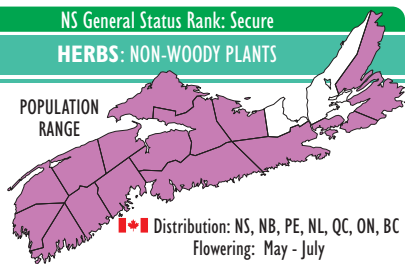 NS General Status Rank: Secure
HERBS: NON-WOODY PLANTS
POPULATION
RANGE
Distribution: NS, NB, PE, NL, QC, ON, BC
Flowering: May - July